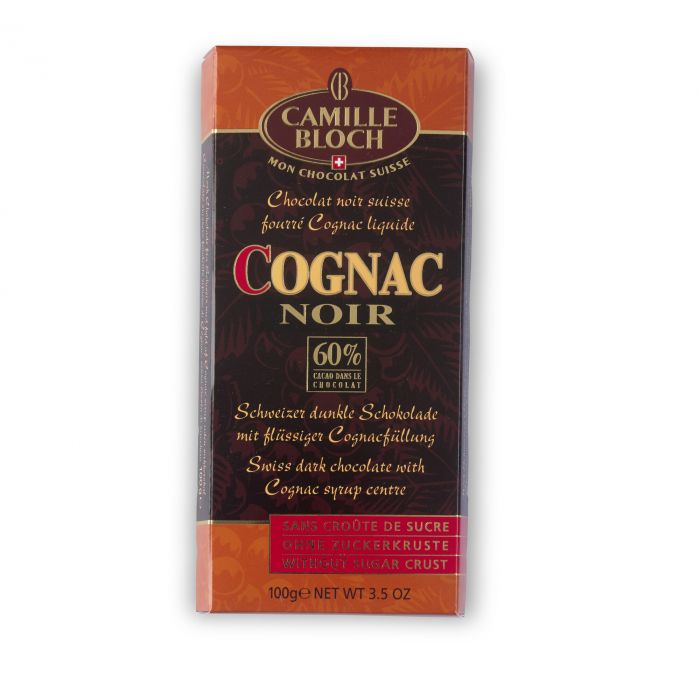 CB
CAMILLE
BLOCH
MON CHOCOLAT SUISSE
Chocolat noir suisse
fourré Cognac liquide
COGNAC
NOIR
60%
CACAO DANS LE
CHOCOLAT
Schweizer dunkle Schokolade
mit flüssiger Cognacfüllung
Swiss dark chocolate with
Cognac syrup centre
SANS CROÛTE DE SUCRE
OHNE ZUCKERKRUSTE
WITHOUT SUGAR CRUST
100g℮ NET WT 3.5 OZ